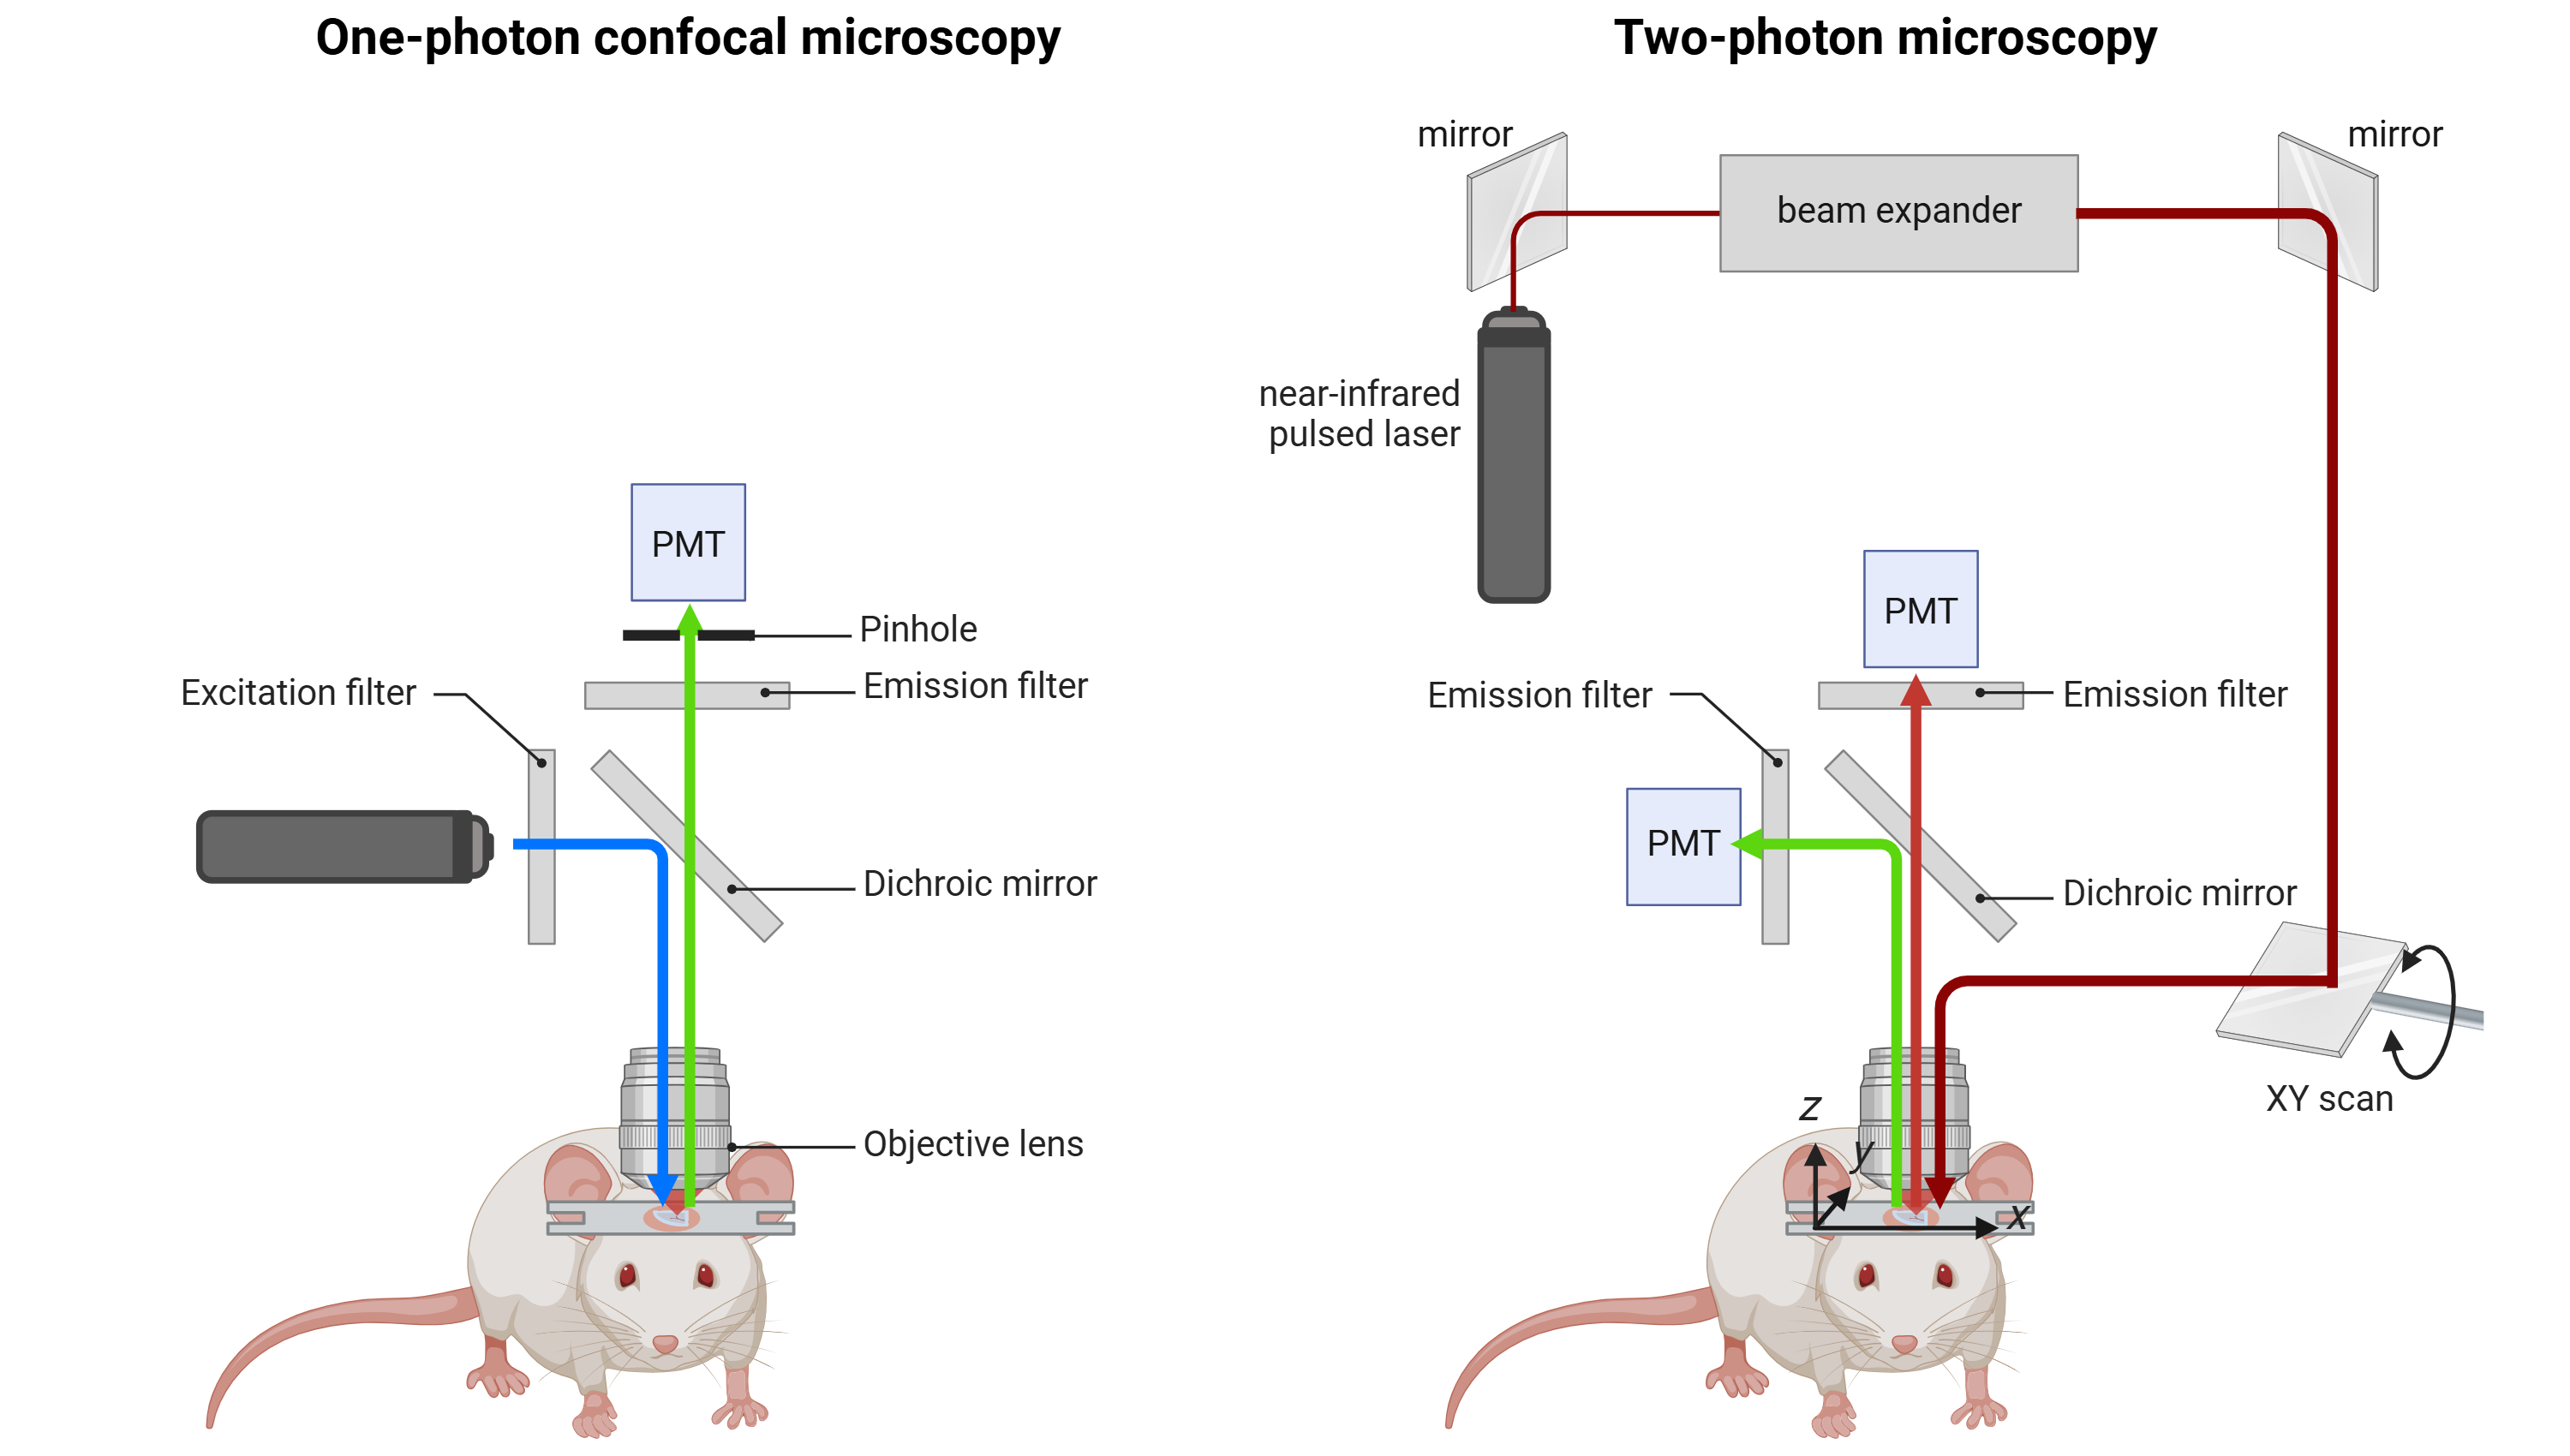 One-photon confocal microscopy
PMT
Pinhole
Emission filter
Excitation filter
Dichroic mirror
Objective lens
Two-photon microscopy
mirror
mirror
beam expander
near-infrared
pulsed laser
PMT
Emission filter
Emission filter
PMT
Dichroic mirror
XY scan
z
y
x